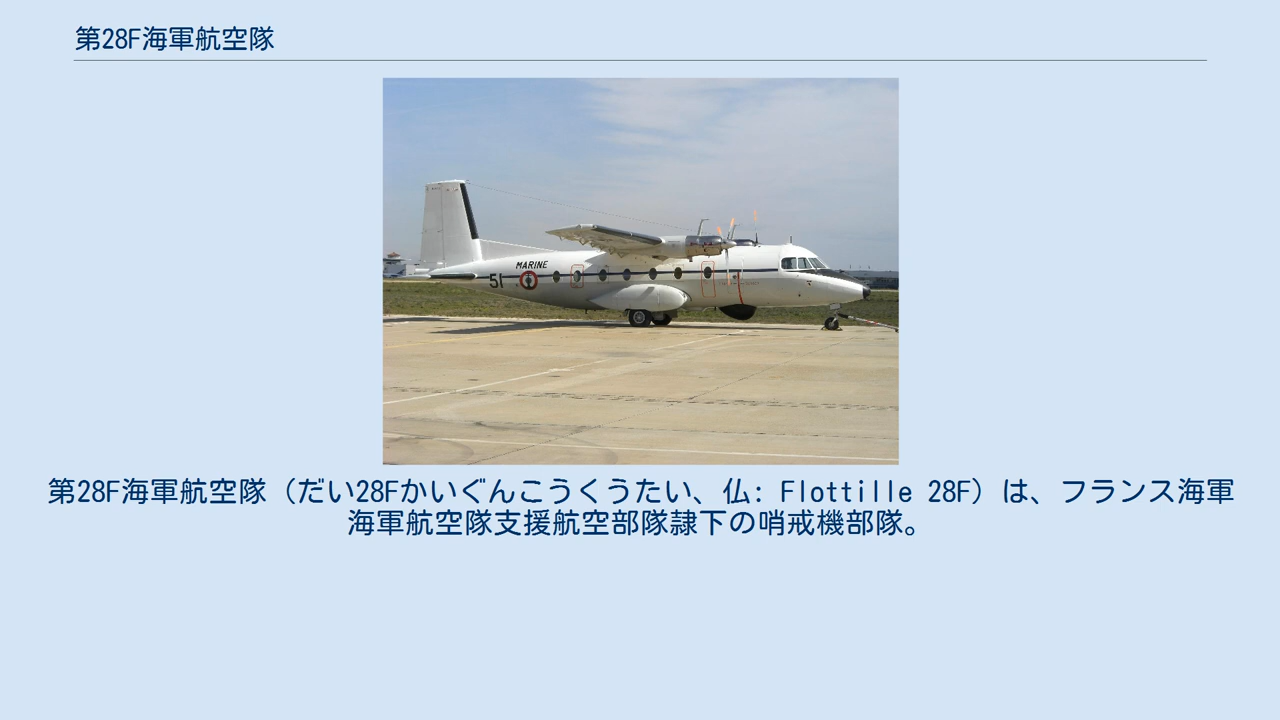 第28F海軍航空隊
MARINE
51
第28F海軍航空隊（だい28Fかいぐんこうくうたい、仏: Flottille 28F）は、フランス海軍
海軍航空隊支援航空部隊隷下の哨戒機部隊。